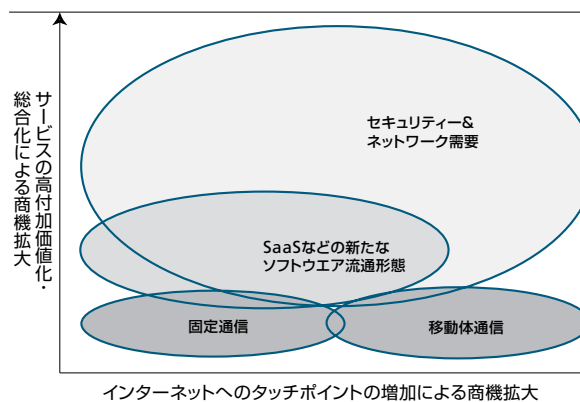 サービスの高付加価値化・
総合化による商機拡大
セキュリティー&
ネットワーク需要
SaaSなどの新たな
ソフトウエア流通形態
固定通信
移動体通信
インターネットへのタッチポイントの増加による商機拡大